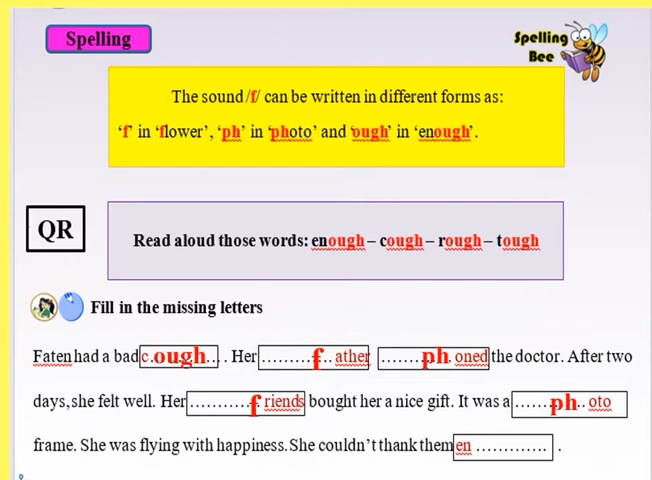 Spelling
Spelling
Bee
The sound /f/ can be written in different forms as:
‘f’ in ‘flower’, ‘ph’ in ‘photo’ and ‘ough’ in ‘enough’.
QR
Read aloud those words: enough – cough – rough – tough
Fill in the missing letters
Faten had a bad c.ough.... . Her .........f.. ather .......ph. oned the doctor. After two
days, she felt well. Her ...........f riends bought her a nice gift. It was a ......ph.. oto
frame. She was flying with happiness. She couldn’t thank them en ............. .